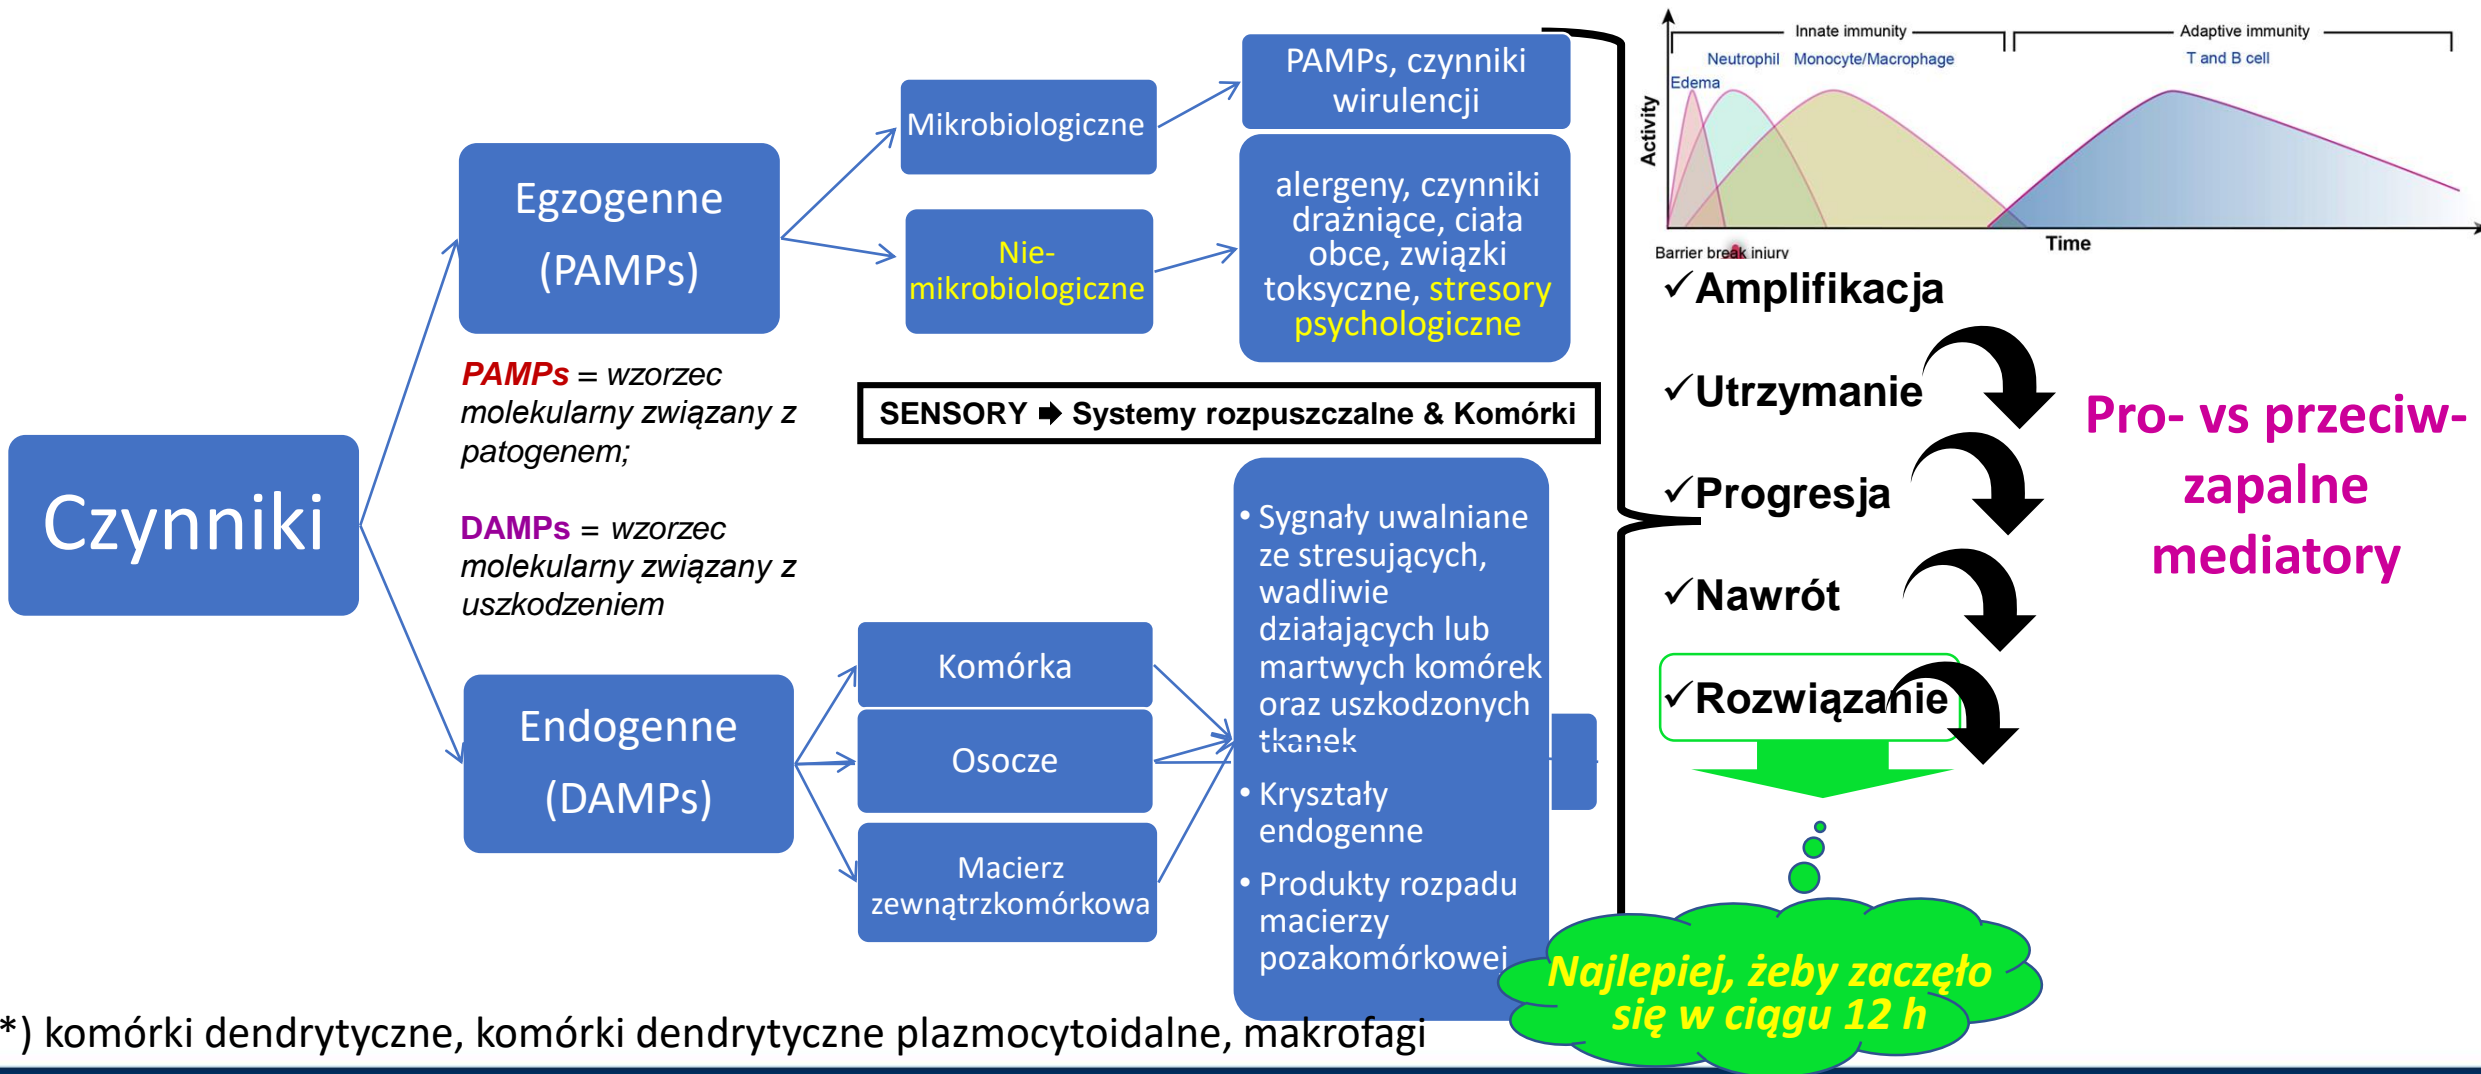 Czynniki
Egzogenne
(PAMPs)
Mikrobiologiczne
PAMPs, czynniki
wirulencji
Nie-
mikrobiologiczne
alergeny, czynniki
drażniące, ciała
obce, związki
toksyczne, stresory
psychologiczne
PAMPs = wzorzec
molekularny związany z
patogenem;
DAMPs = wzorzec
molekularny związany z
uszkodzeniem
SENSORY ➡ Systemy rozpuszczalne & Komórki
Endogenne
(DAMPs)
Komórka
Osocze
Macierz
zewnątrzkomórkowa
• Sygnały uwalniane
ze stresujących,
wadliwie
działających lub
martwych komórek
oraz uszkodzonych
tkanek
• Kryształy
endogenne
• Produkty rozpadu
macierzy
pozakomórkowej
Innate immunity
Adaptive immunity
Neutrophil
Monocyte/Macrophage
T and B cell
Edema
Activity
Time
Barrier break injury
✓Amplifikacja
✓Utrzymanie
✓Progresja
✓Nawrót
✓Rozwiązanie
Pro- vs przeciw-
zapalne
mediatory
Najlepiej, żeby zaczęło
się w ciągu 12 h
*) komórki dendrytyczne, komórki dendrytyczne plazmocytoidalne, makrofagi